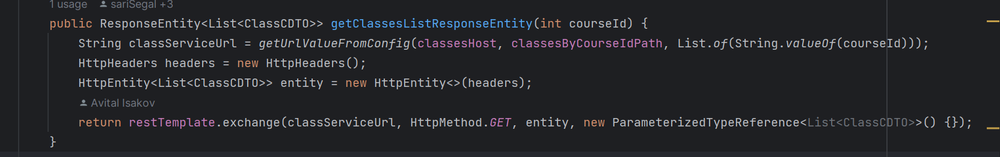 1 usage sariSegal +3
public ResponseEntity<List<ClassCDTO>> getClassesListResponseEntity(int courseId) {
String classServiceUrl = getUrlValueFromConfig(classesHost, classesByCourseIdPath, List.of(String.valueOf(courseId)));
HttpHeaders headers = new HttpHeaders();
HttpEntity<List<ClassCDTO>> entity = new HttpEntity<>(headers);
Avital Isakov
return restTemplate.exchange(classServiceUrl, HttpMethod.GET, entity, new ParameterizedTypeReference<List<ClassCDTO>>() {});
}